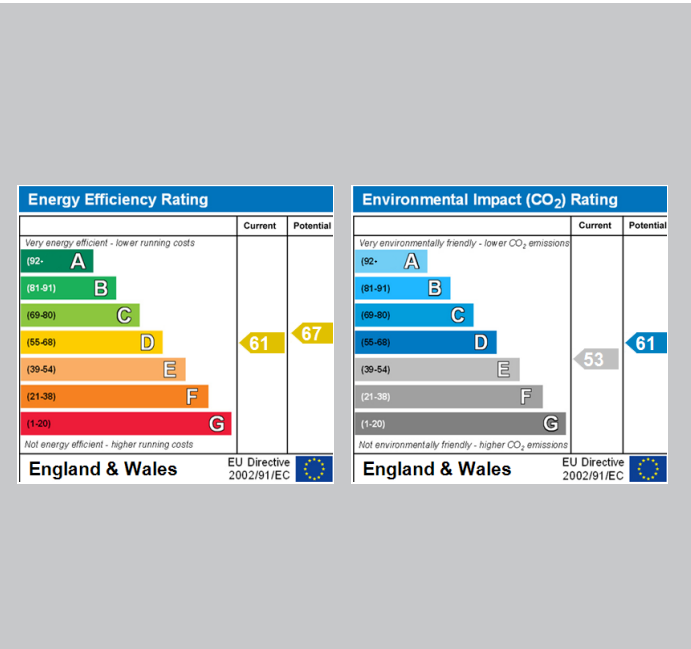 Energy Efficiency Rating
Current Potential
Very energy efficient - lower running costs
(92- A
(81-91) B
(69-80) C
(55-68) D
(39-54) E
(21-38) F
(1-20) G
61
67
Not energy efficient - higher running costs
England & Wales
EU Directive
2002/91/EC
Environmental Impact (CO2) Rating
Current Potential
Very environmentally friendly - lower CO2 emissions
(92- A
(81-91) B
(69-80) C
(55-68) D
(39-54) E
(21-38) F
(1-20) G
53
61
Not environmentally friendly - higher CO2 emissions
England & Wales
EU Directive
2002/91/EC